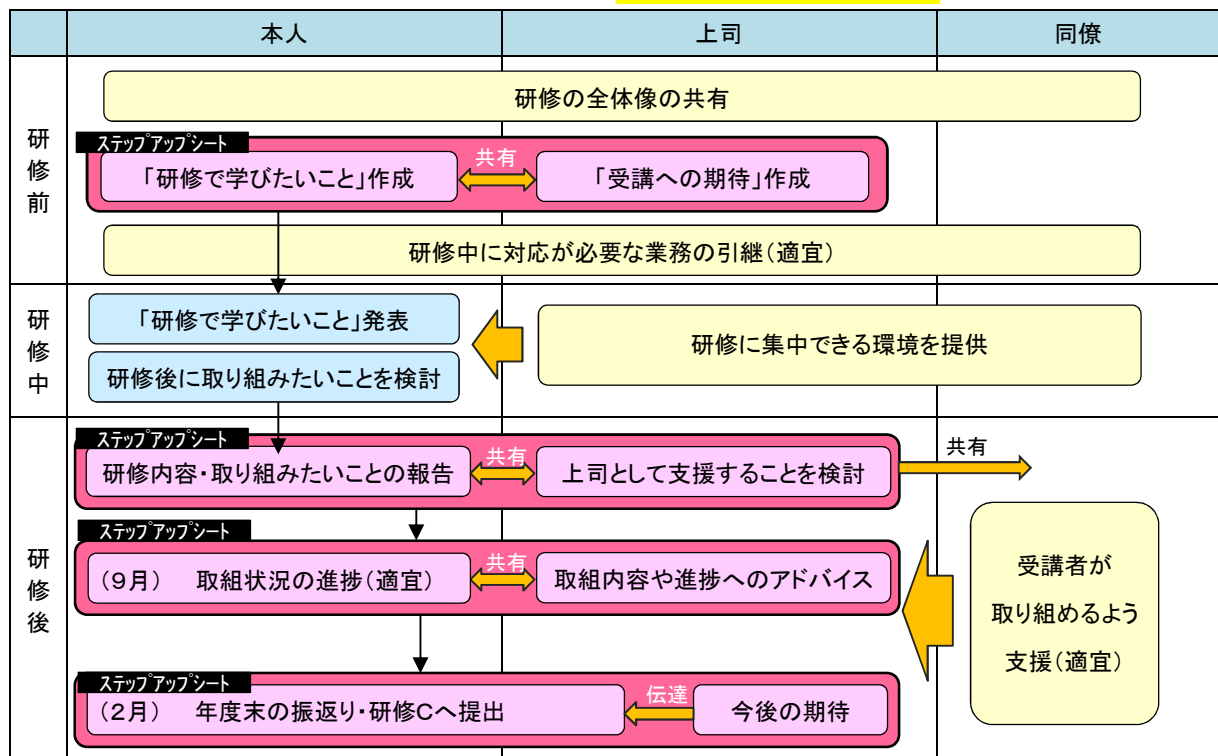 本人
上司
同僚
研修前
研修の全体像の共有
ステップアップシート
「研修で学びたいこと」作成
共有
「受講への期待」作成
研修中に対応が必要な業務の引継(適宜)
研修中
「研修で学びたいこと」発表
研修後に取り組みたいことを検討
研修に集中できる環境を提供
研修後
ステップアップシート
研修内容・取り組みたいことの報告
共有
上司として支援することを検討
共有
ステップアップシート
(9月) 取組状況の進捗(適宜)
共有
取組内容や進捗へのアドバイス
受講者が
取り組めるよう
支援(適宜)
ステップアップシート
(2月) 年度末の振返り・研修Cへ提出
伝達
今後の期待